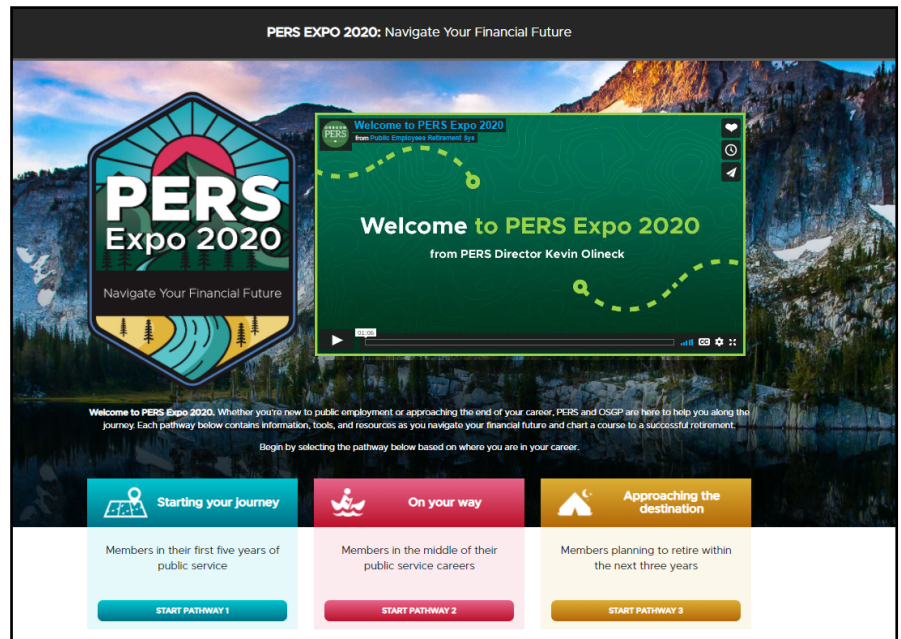 PERS EXPO 2020: Navigate Your Financial Future
PERS
Expo 2020
Navigate Your Financial Future
OREGON
PERS
Welcome to PERS Expo 2020
from Public Employees Retirement Sys
Welcome to PERS Expo 2020
from PERS Director Kevin Olineck
01:06
CC
Welcome to PERS Expo 2020. Whether you're new to public employment or approaching the end of your career, PERS and OSGP are here to help you along the
journey. Each pathway below contains information, tools, and resources as you navigate your financial future and chart a course to a successful retirement.
Begin by selecting the pathway below based on where you are in your career.
Starting your journey
Members in their first five years of
public service
START PATHWAY 1
On your way
Members in the middle of their
public service careers
START PATHWAY 2
Approaching the
destination
Members planning to retire within
the next three years
START PATHWAY 3